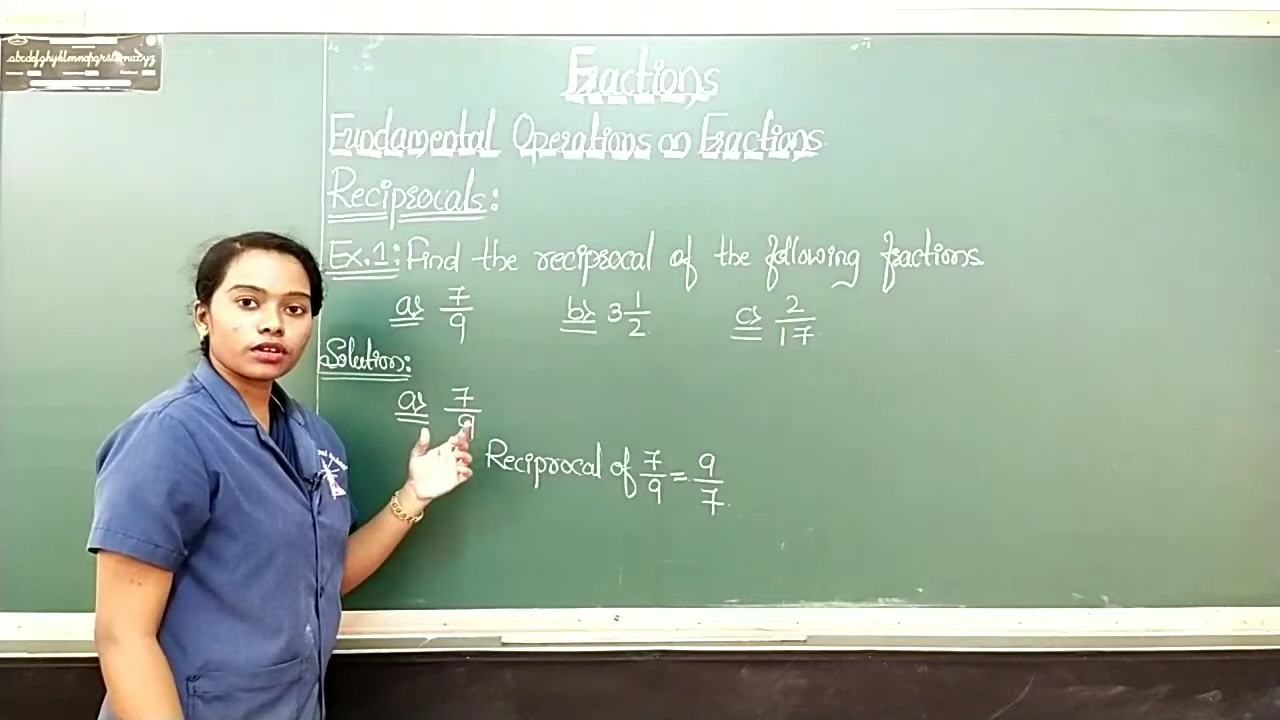 abcdefghijklmnopqrstuvwxyz
Fractions
Fundamental Operations on Fractions
Reciprocals:
Ex.1: Find the reciprocal of the following fractions
a) 7/9 b) 3 1/2 c) 2/17
Solution:
a) 7/9
Reciprocal of 7/9 = 9/7